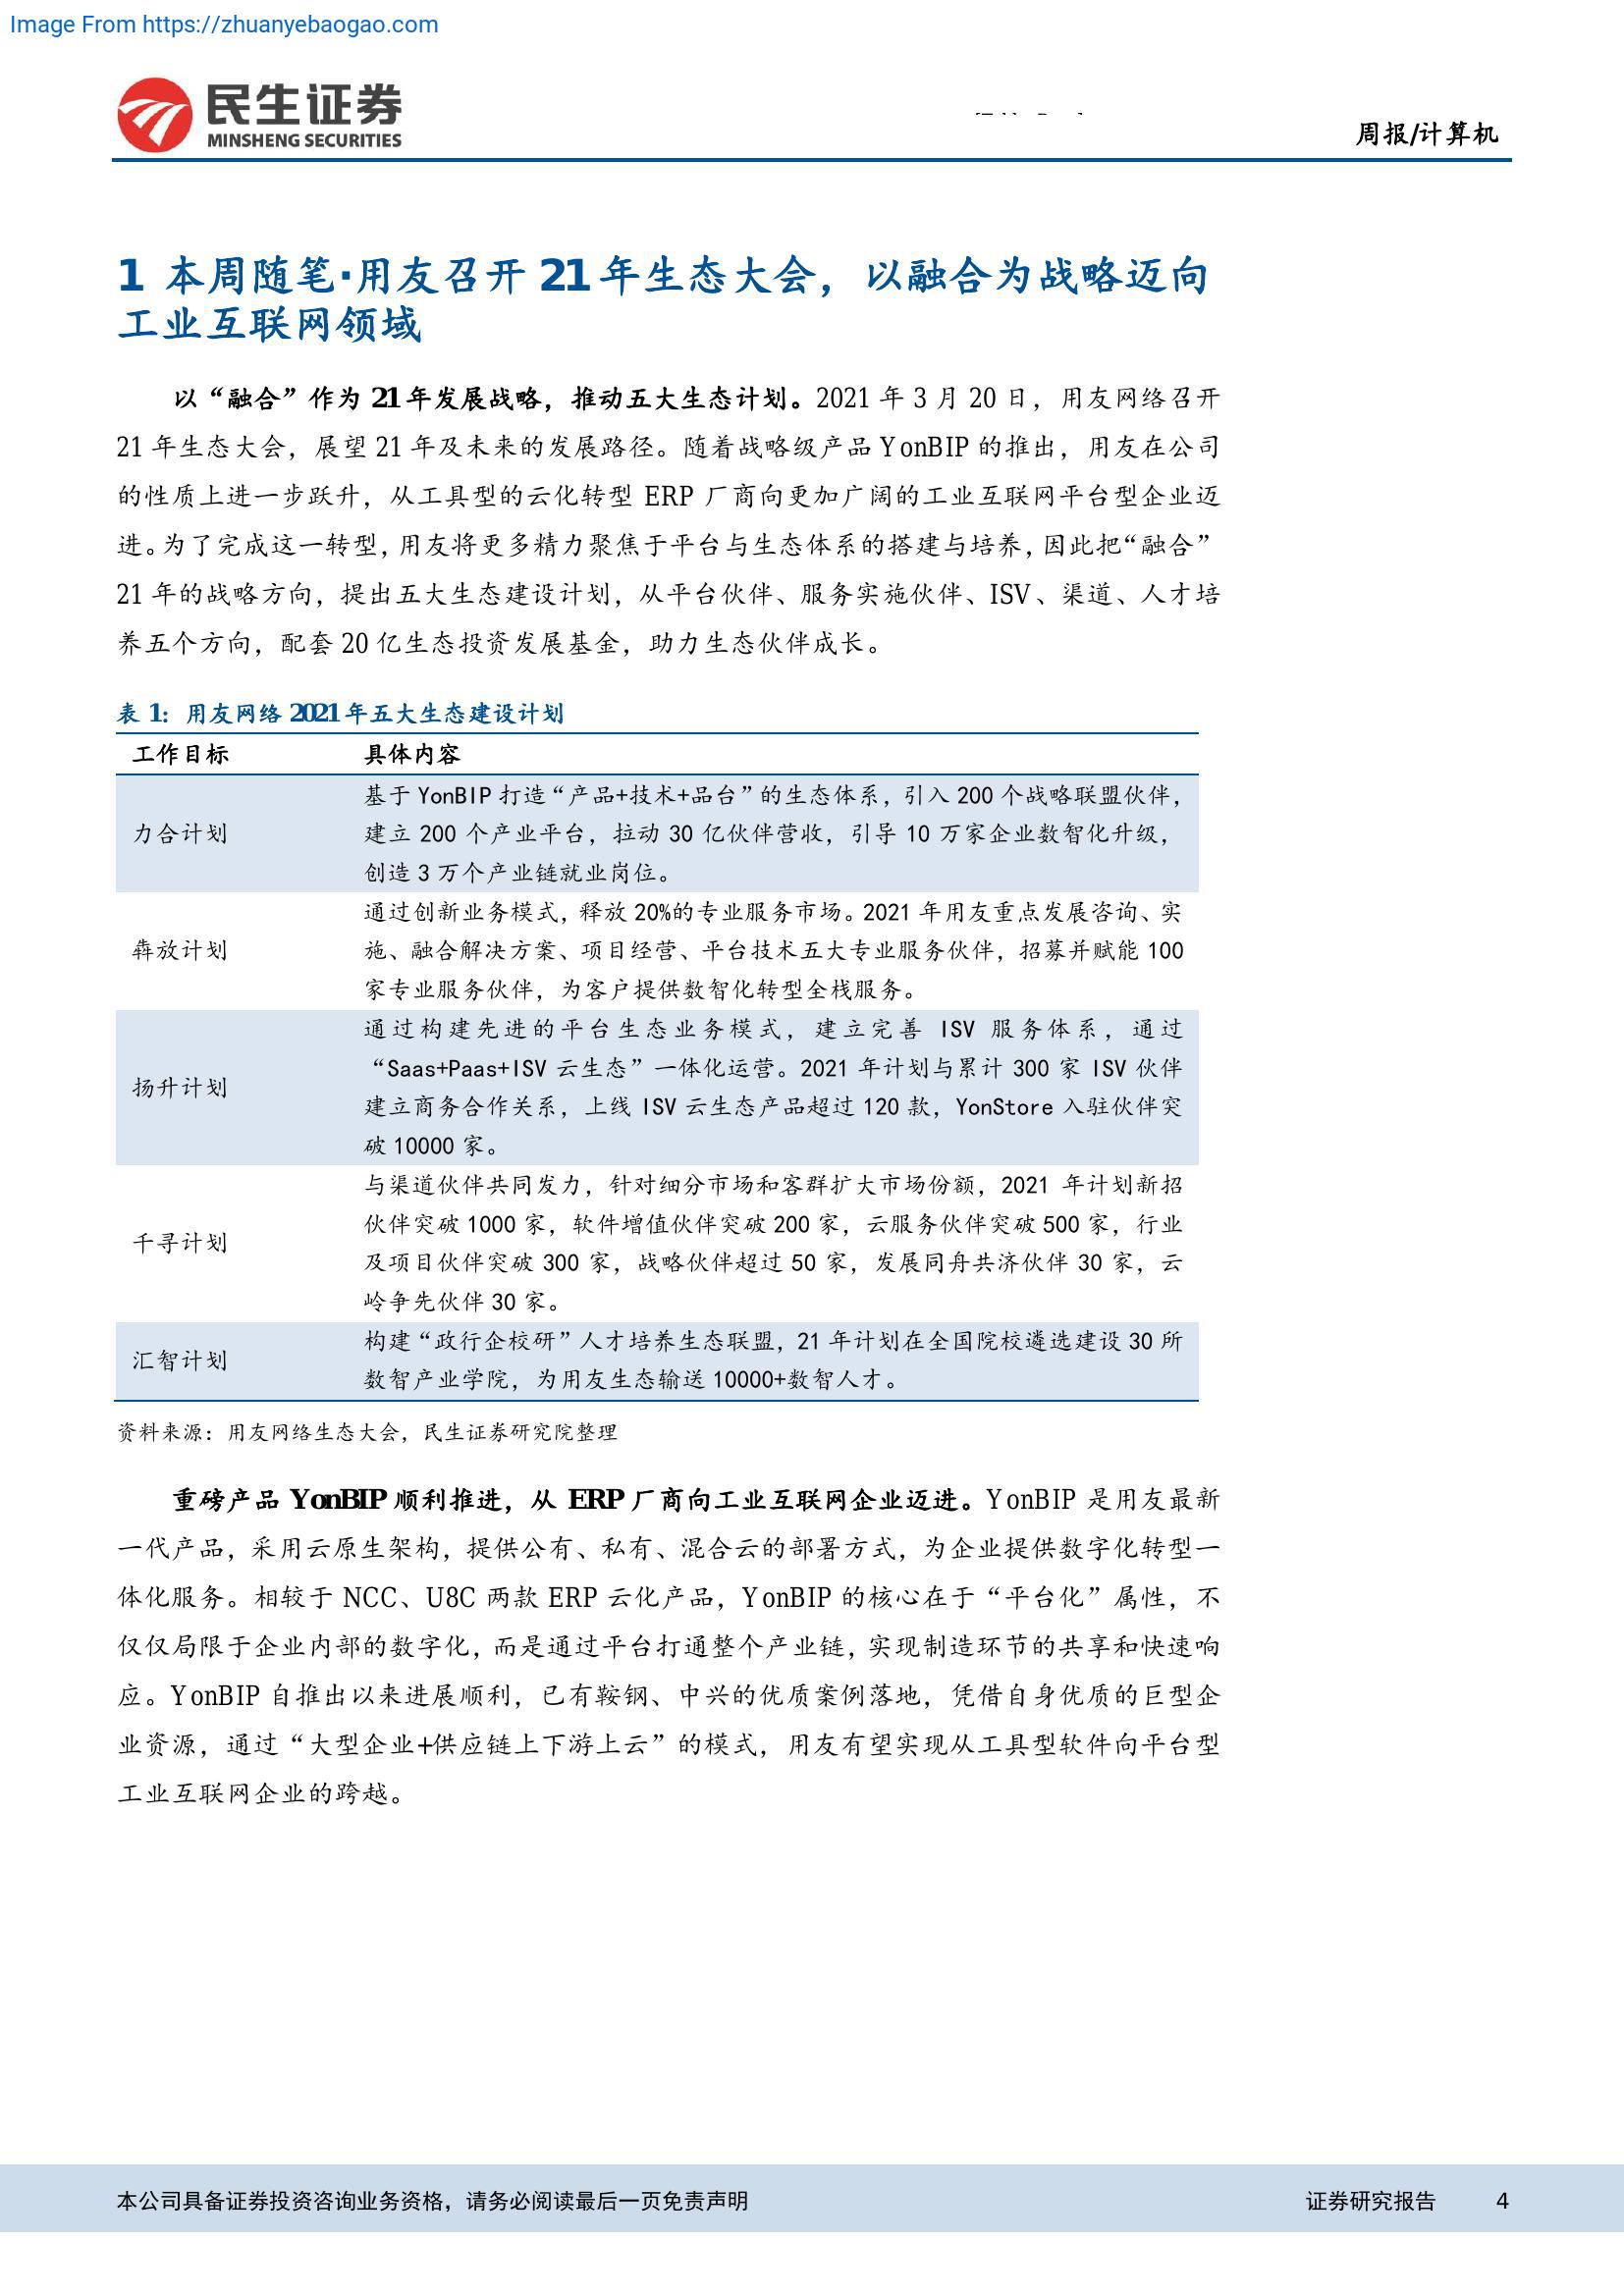 Image From https://zhuanyebaogao.com
民生证券
MINSHENG SECURITIES
周报/计算机
1 本周随笔·用友召开 21 年生态大会，以融合为战略迈向
工业互联网领域
以“融合”作为 21 年发展战略，推动五大生态计划。2021 年 3 月 20 日，用友网络召开
21 年生态大会，展望 21 年及未来的发展路径。随着战略级产品 YonBIP 的推出，用友在公司
的性质上进一步跃升，从工具型的云化转型 ERP 厂商向更加广阔的工业互联网平台型企业迈
进。为了完成这一转型，用友将更多精力聚焦于平台与生态体系的搭建与培养，因此把“融合”
21 年的战略方向，提出五大生态建设计划，从平台伙伴、服务实施伙伴、ISV、渠道、人才培
养五个方向，配套 20 亿生态投资发展基金，助力生态伙伴成长。
表 1：用友网络 2021 年五大生态建设计划
工作目标 具体内容
基于 YonBIP 打造“产品+技术+品台”的生态体系，引入 200 个战略联盟伙伴，
力合计划 建立 200 个产业平台，拉动 30 亿伙伴营收，引导 10 万家企业数智化升级，
创造 3 万个产业链就业岗位。
通过创新业务模式，释放 20%的专业服务市场。2021 年用友重点发展咨询、实
犇放计划 施、融合解决方案、项目经营、平台技术五大专业服务伙伴，招募并赋能 100
家专业服务伙伴，为客户提供数智化转型全栈服务。
通过构建先进的平台生态业务模式，建立完善 ISV 服务体系，通过
“Saas+Paas+ISV 云生态”一体化运营。2021 年计划与累计 300 家 ISV 伙伴
扬升计划
建立商务合作关系，上线 ISV 云生态产品超过 120 款，YonStore 入驻伙伴突
破 10000 家。
与渠道伙伴共同发力，针对细分市场和客群扩大市场份额，2021 年计划新招
伙伴突破 1000 家，软件增值伙伴突破 200 家，云服务伙伴突破 500 家，行业
千寻计划
及项目伙伴突破 300 家，战略伙伴超过 50 家，发展同舟共济伙伴 30 家，云
岭争先伙伴 30 家。
构建“政行企校研”人才培养生态联盟，21 年计划在全国院校遴选建设 30 所
汇智计划
数智产业学院，为用友生态输送 10000+数智人才。
资料来源：用友网络生态大会，民生证券研究院整理
重磅产品 YonBIP 顺利推进，从 ERP 厂商向工业互联网企业迈进。YonBIP 是用友最新
一代产品，采用云原生架构，提供公有、私有、混合云的部署方式，为企业提供数字化转型一
体化服务。相较于 NCC、U8C 两款 ERP 云化产品，YonBIP 的核心在于“平台化”属性，不
仅仅局限于企业内部的数字化，而是通过平台打通整个产业链，实现制造环节的共享和快速响
应。YonBIP 自推出以来进展顺利，已有鞍钢、中兴的优质案例落地，凭借自身优质的巨型企
业资源，通过“大型企业+供应链上下游上云”的模式，用友有望实现从工具型软件向平台型
工业互联网企业的跨越。
本公司具备证券投资咨询业务资格，请务必阅读最后一页免责声明 证券研究报告 4